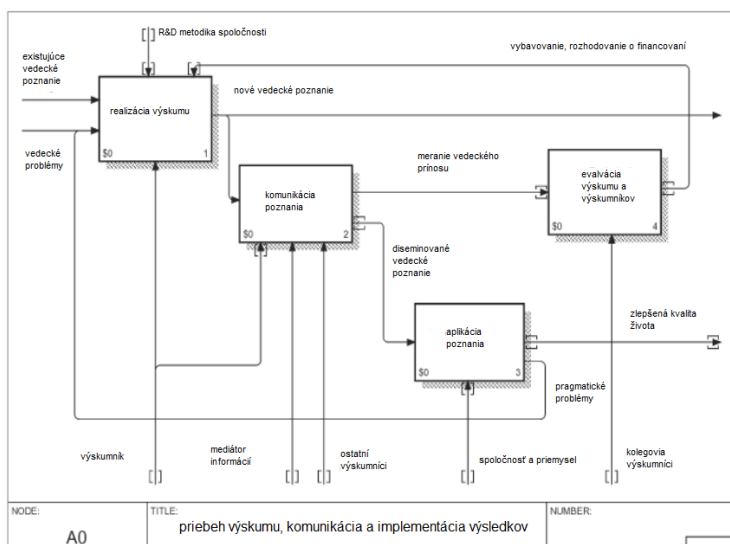 R&D metodika spoločnosti
existujúce
vedecké
poznanie
vybavovanie, rozhodovanie o financovaní
nové vedecké poznanie
realizácia výskumu
$0
1
vedecké
problémy
meranie vedeckého
prínosu
evalvácia
výskumu a
výskumníkov
$0
4
komunikácia
poznania
$0
2
diseminované
vedecké
poznanie
zlepšená kvalita
života
aplikácia
poznania
$0
3
pragmatické
problémy
výskumník
mediátor
informácií
ostatní
výskumníci
spoločnosť a priemysel
kolegovia
výskumníci
NODE:
A0
TITLE:
priebeh výskumu, komunikácia a implementácia výsledkov
NUMBER: